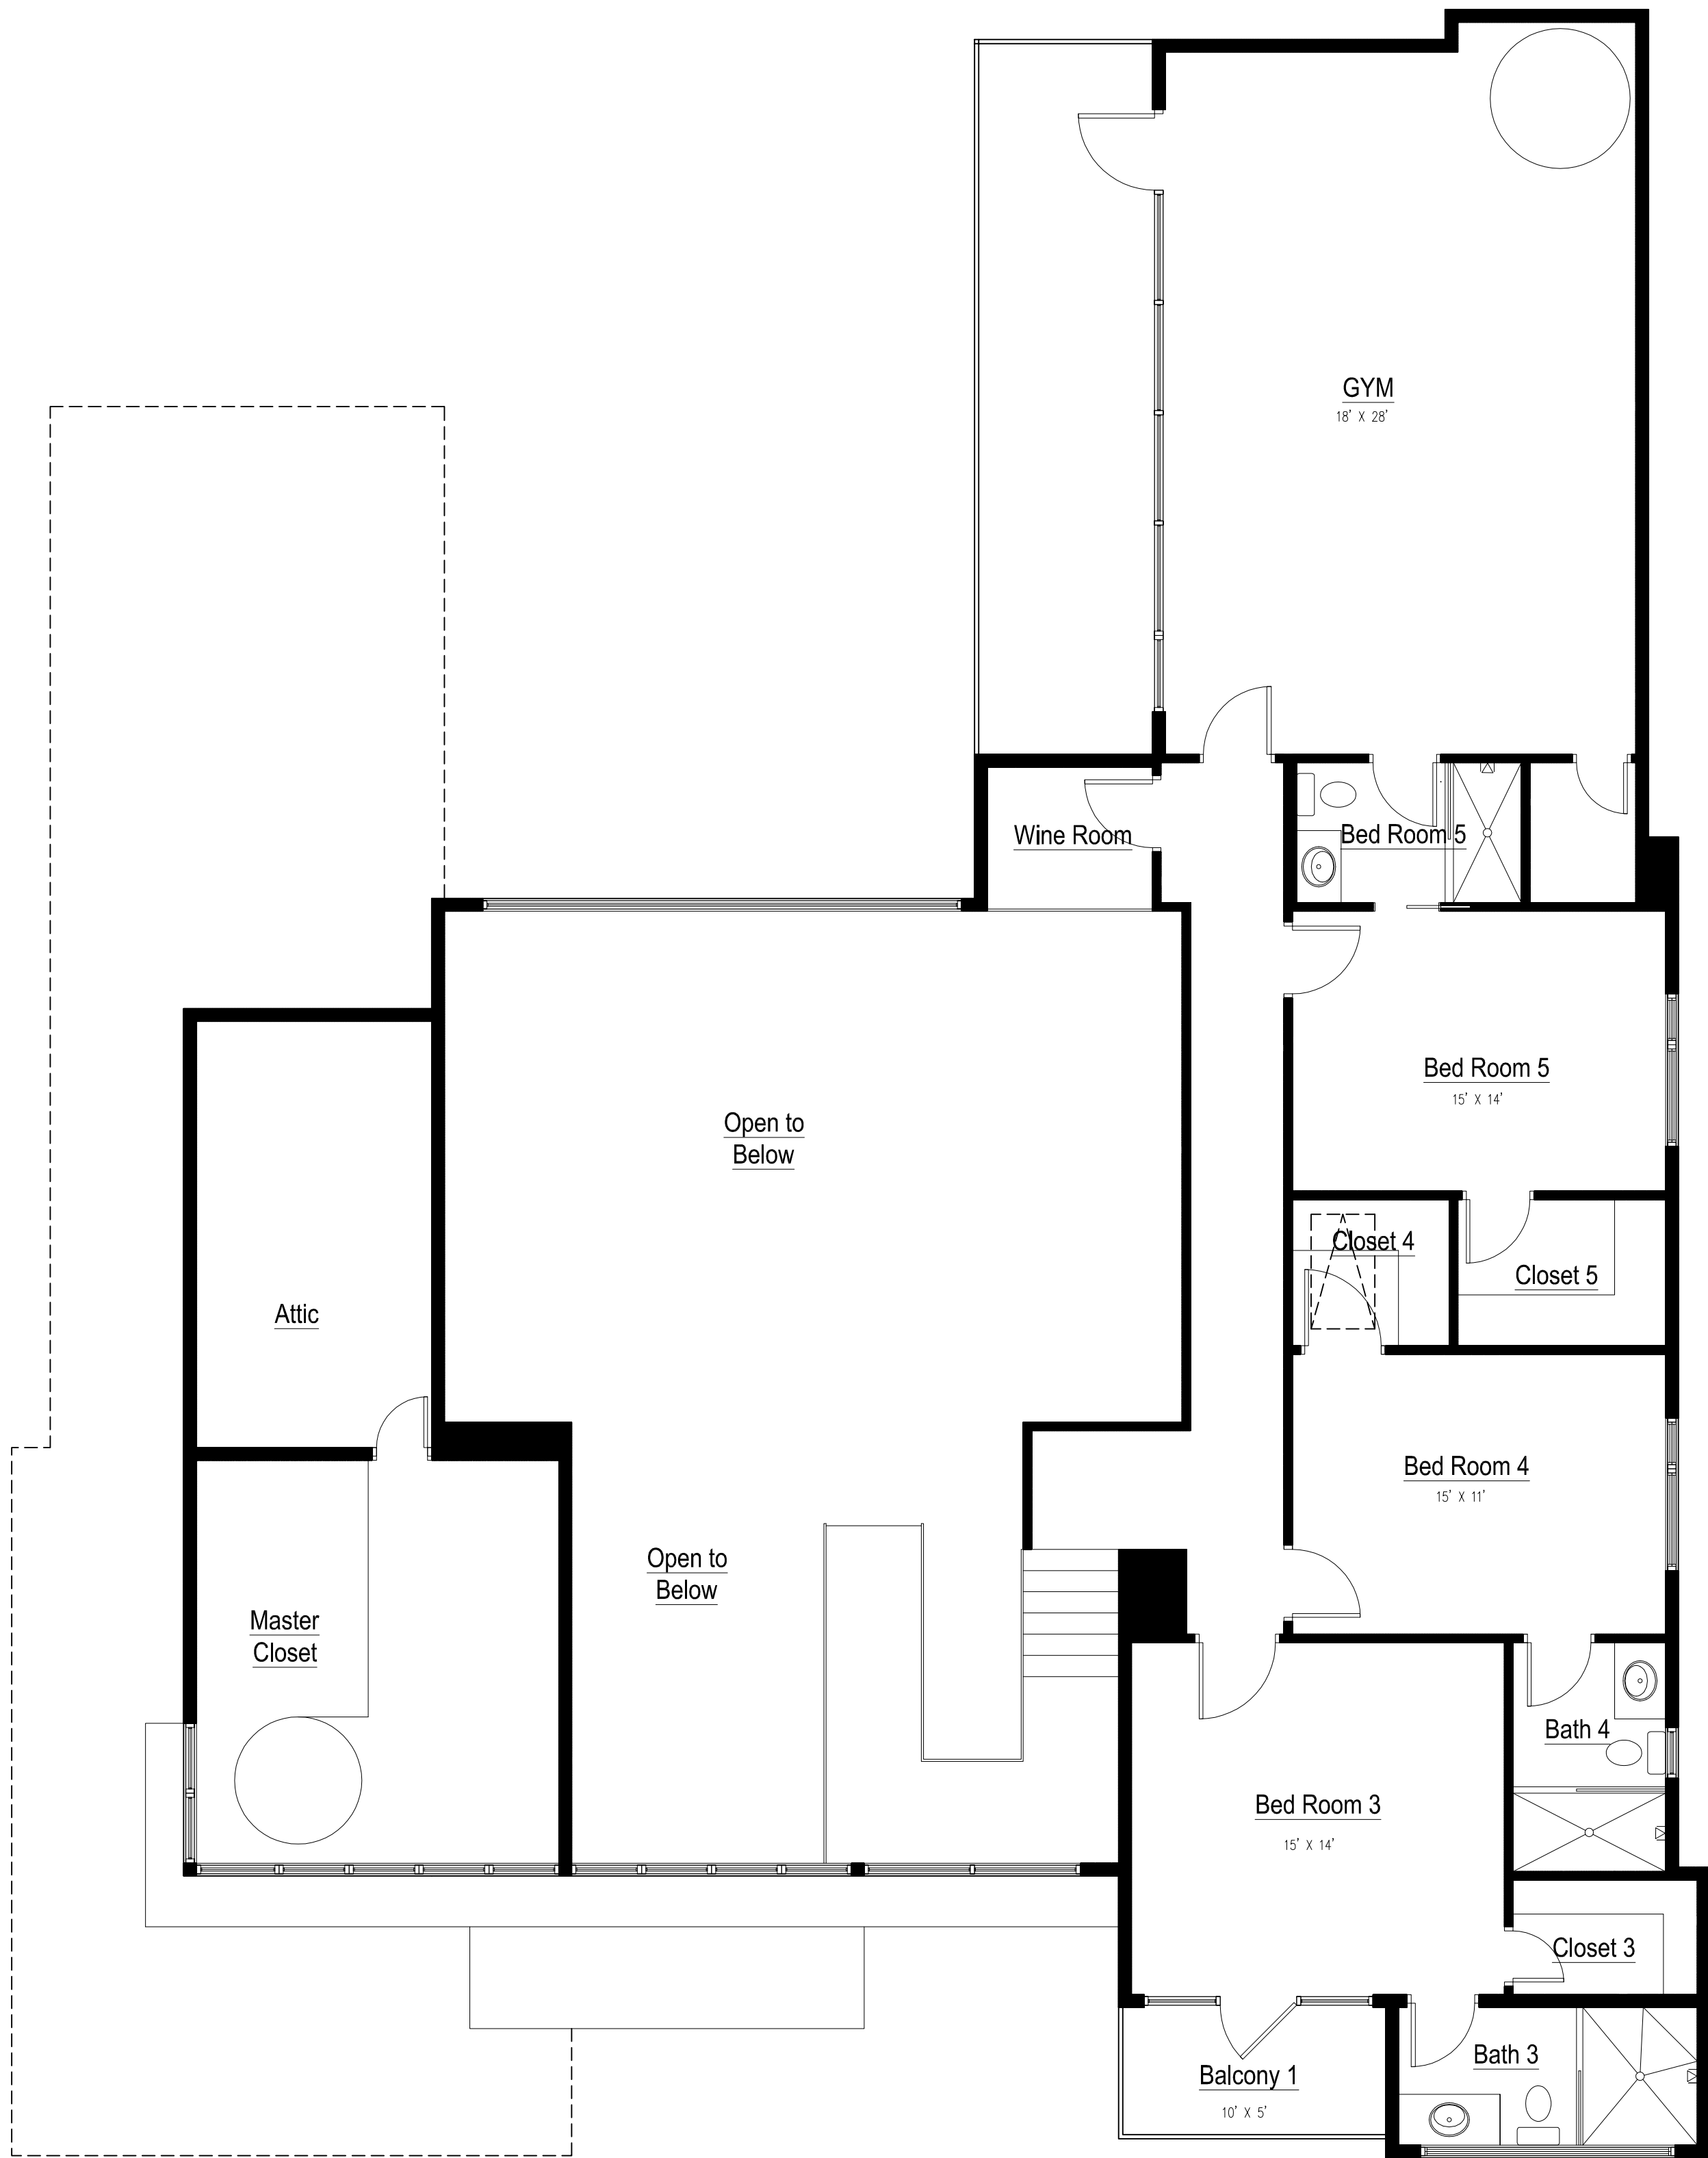 GYM
18' X 28'
Wine Room
Bed Room 5
Bed Room 5
15' X 14'
Open to
Below
Closet 4
Closet 5
Attic
Bed Room 4
15' X 11'
Open to
Below
Master
Closet
Bath 4
Bed Room 3
15' X 14'
Closet 3
Bath 3
Balcony 1
10' X 5'